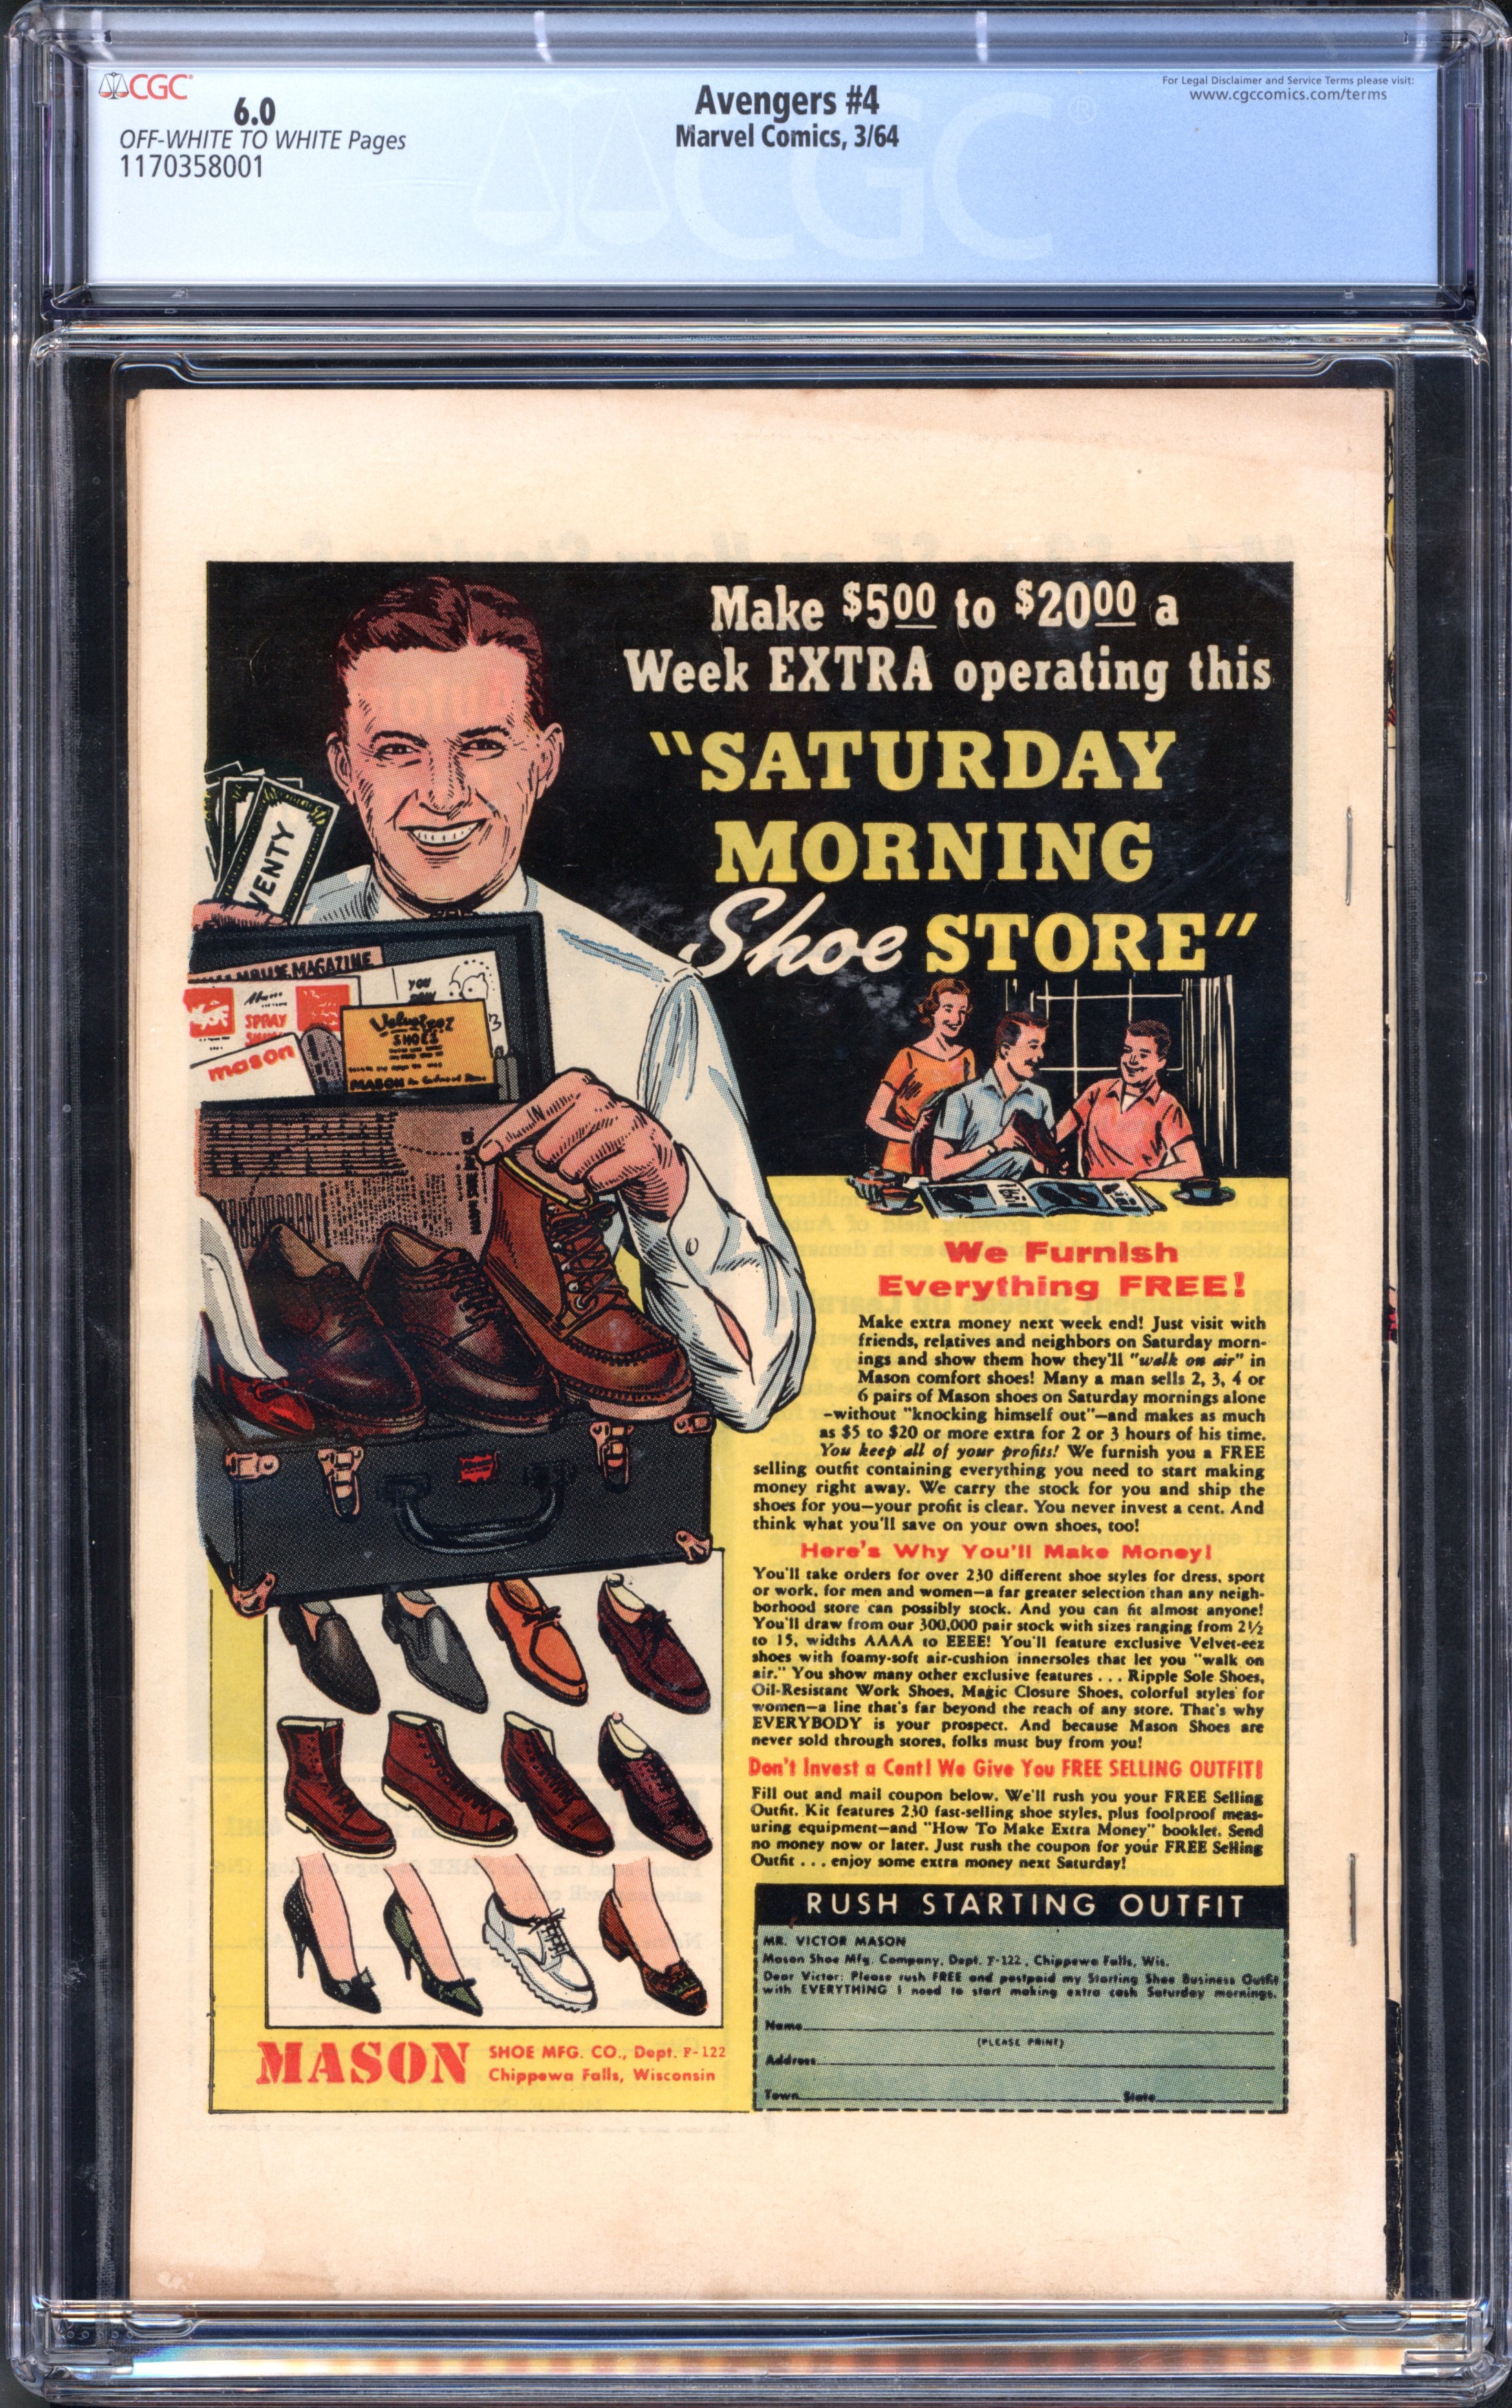 CGC
6.0
OFF-WHITE TO WHITE Pages
1170358001
Avengers #4
Marvel Comics, 3/64
For Legal Disclaimer and Service Terms please visit:
www.cgccomics.com/terms
CGC®
Make $5.00 to $20.00 a
Week EXTRA operating this
"SATURDAY
MORNING
Shoe STORE"
VENTY
MAGAZINE
SPRAY
mason
YOU
Velveteez
SHOES
MASON
We Furnish
Everything FREE!
Make extra money next week end! Just visit with
friends, relatives and neighbors on Saturday morn-
ings and show them how they'll "walk on air" in
Mason comfort shoes! Many a man sells 2, 3, 4 or
6 pairs of Mason shoes on Saturday mornings alone
-without "knocking himself out"—and makes as much
as $5 to $20 or more extra for 2 or 3 hours of his time.
You keep all of your profits! We furnish you a FREE
selling outfit containing everything you need to start making
money right away. We carry the stock for you and ship the
shoes for you—your profit is clear. You never invest a cent. And
think what you'll save on your own shoes, too!
Here's Why You'll Make Money!
You'll take orders for over 230 different shoe styles for dress, sport
or work, for men and women—a far greater selection than any neigh-
borhood store can possibly stock. And you can fit almost anyone!
You'll draw from our 300,000 pair stock with sizes ranging from 2½
to 15, widths AAAA to EEEE! You'll feature exclusive Velvet-eez
shoes with foamy-soft air-cushion innersoles that let you "walk on
air." You show many other exclusive features . . . Ripple Sole Shoes,
Oil-Resistant Work Shoes, Magic Closure Shoes, colorful styles for
women—a line that's far beyond the reach of any store. That's why
EVERYBODY is your prospect. And because Mason Shoes are
never sold through stores, folks must buy from you!
Don't Invest a Cent! We Give You FREE SELLING OUTFIT!
Fill out and mail coupon below. We'll rush you your FREE Selling
Outfit. Kit features 230 fast-selling shoe styles, plus foolproof meas-
uring equipment—and "How To Make Extra Money" booklet. Send
no money now or later. Just rush the coupon for your FREE Selling
Outfit . . . enjoy some extra money next Saturday!
RUSH STARTING OUTFIT
MR. VICTOR MASON
Mason Shoe Mfg. Company, Dept. F-122, Chippewa Falls, Wis.
Dear Victor: Please rush FREE and postpaid my Starting Shoe Business Outfit
with EVERYTHING I need to start making extra cash Saturday mornings.
Name
(PLEASE PRINT)
Address
Town State
MASON
SHOE MFG. CO., Dept. F-122
Chippewa Falls, Wisconsin